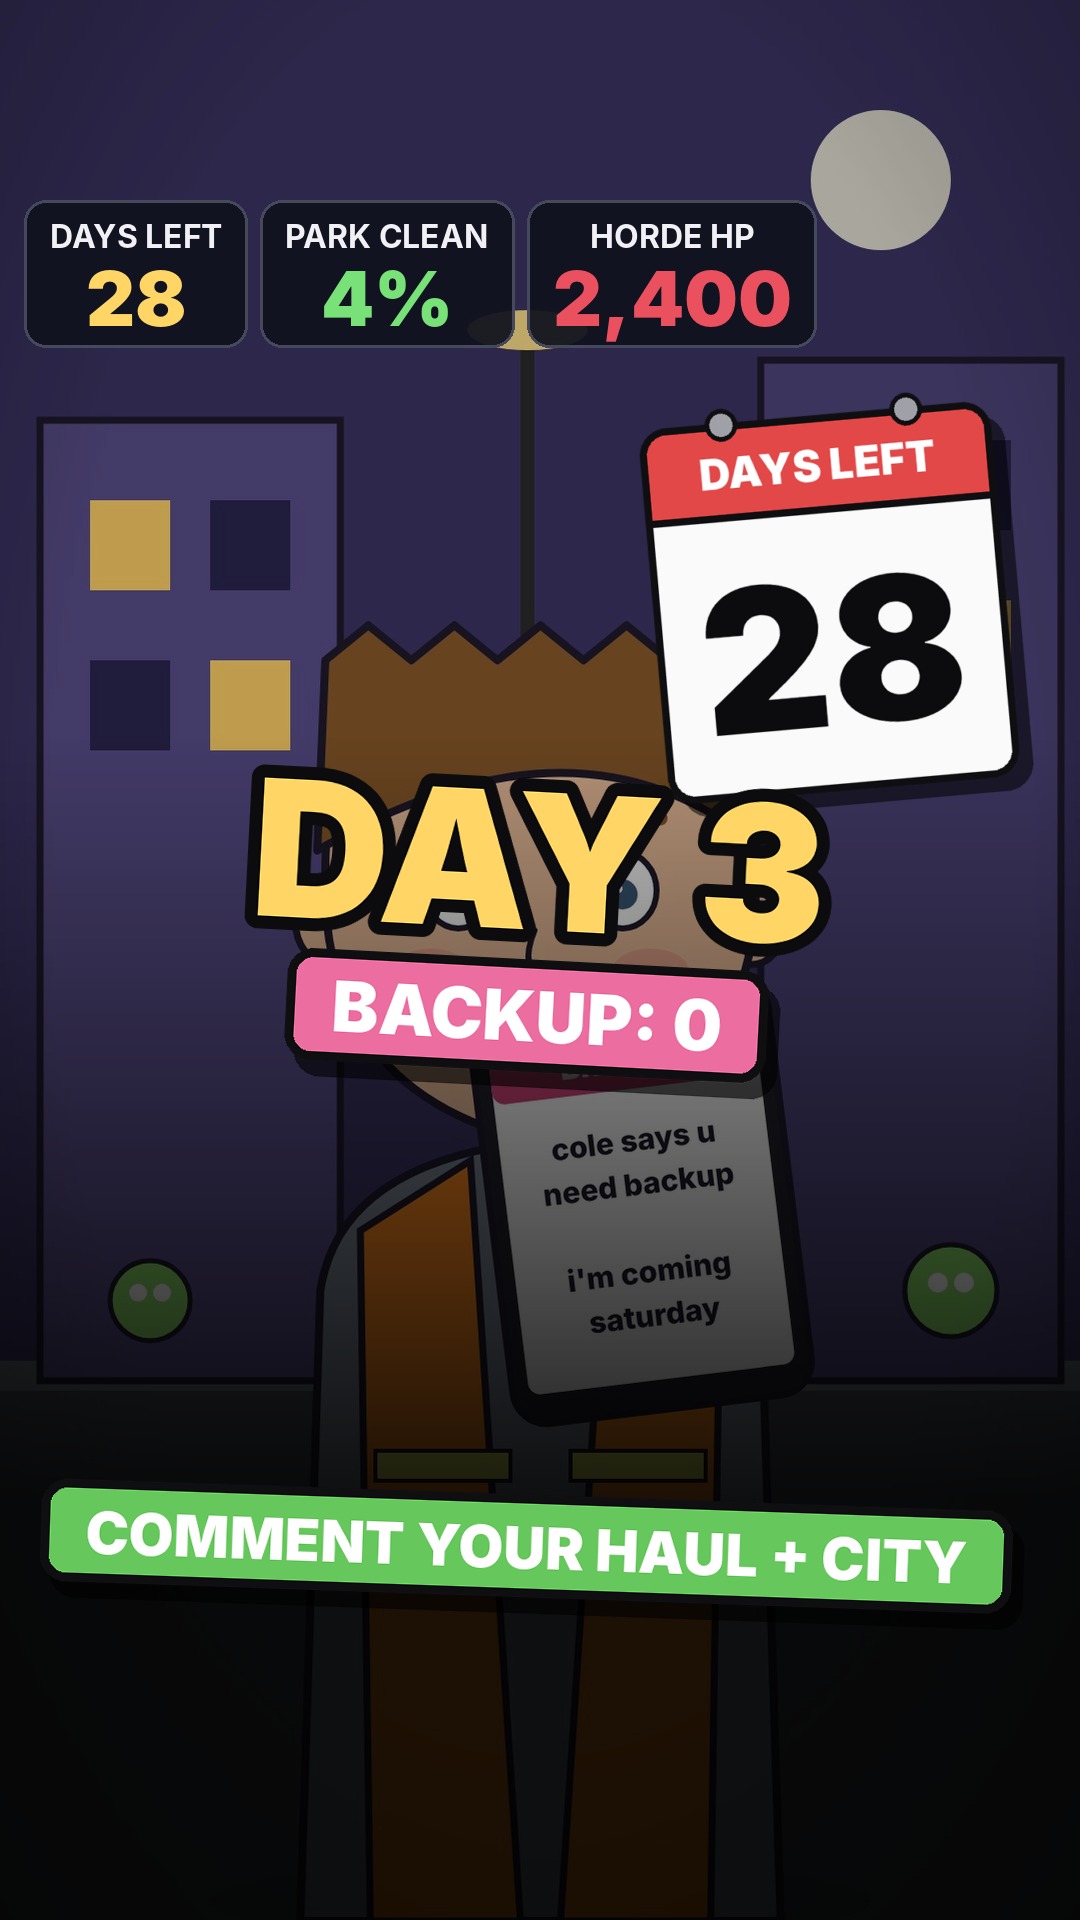 DAYS LEFT
28
PARK CLEAN
4%
HORDE HP
2,400
DAYS LEFT
28
DAY 3
BACKUP: 0
cole says u
need backup
i'm coming
saturday
COMMENT YOUR HAUL + CITY